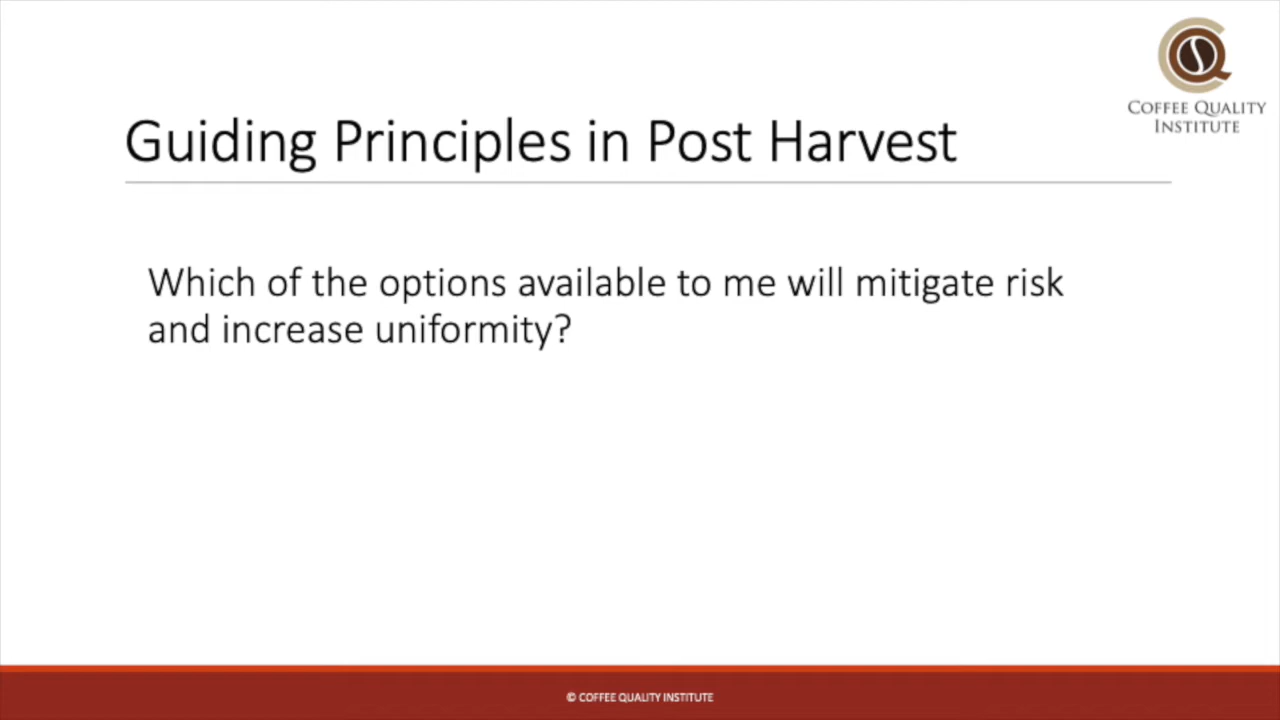 COFFEE QUALITY
INSTITUTE
Guiding Principles in Post Harvest
Which of the options available to me will mitigate risk
and increase uniformity?
© COFFEE QUALITY INSTITUTE